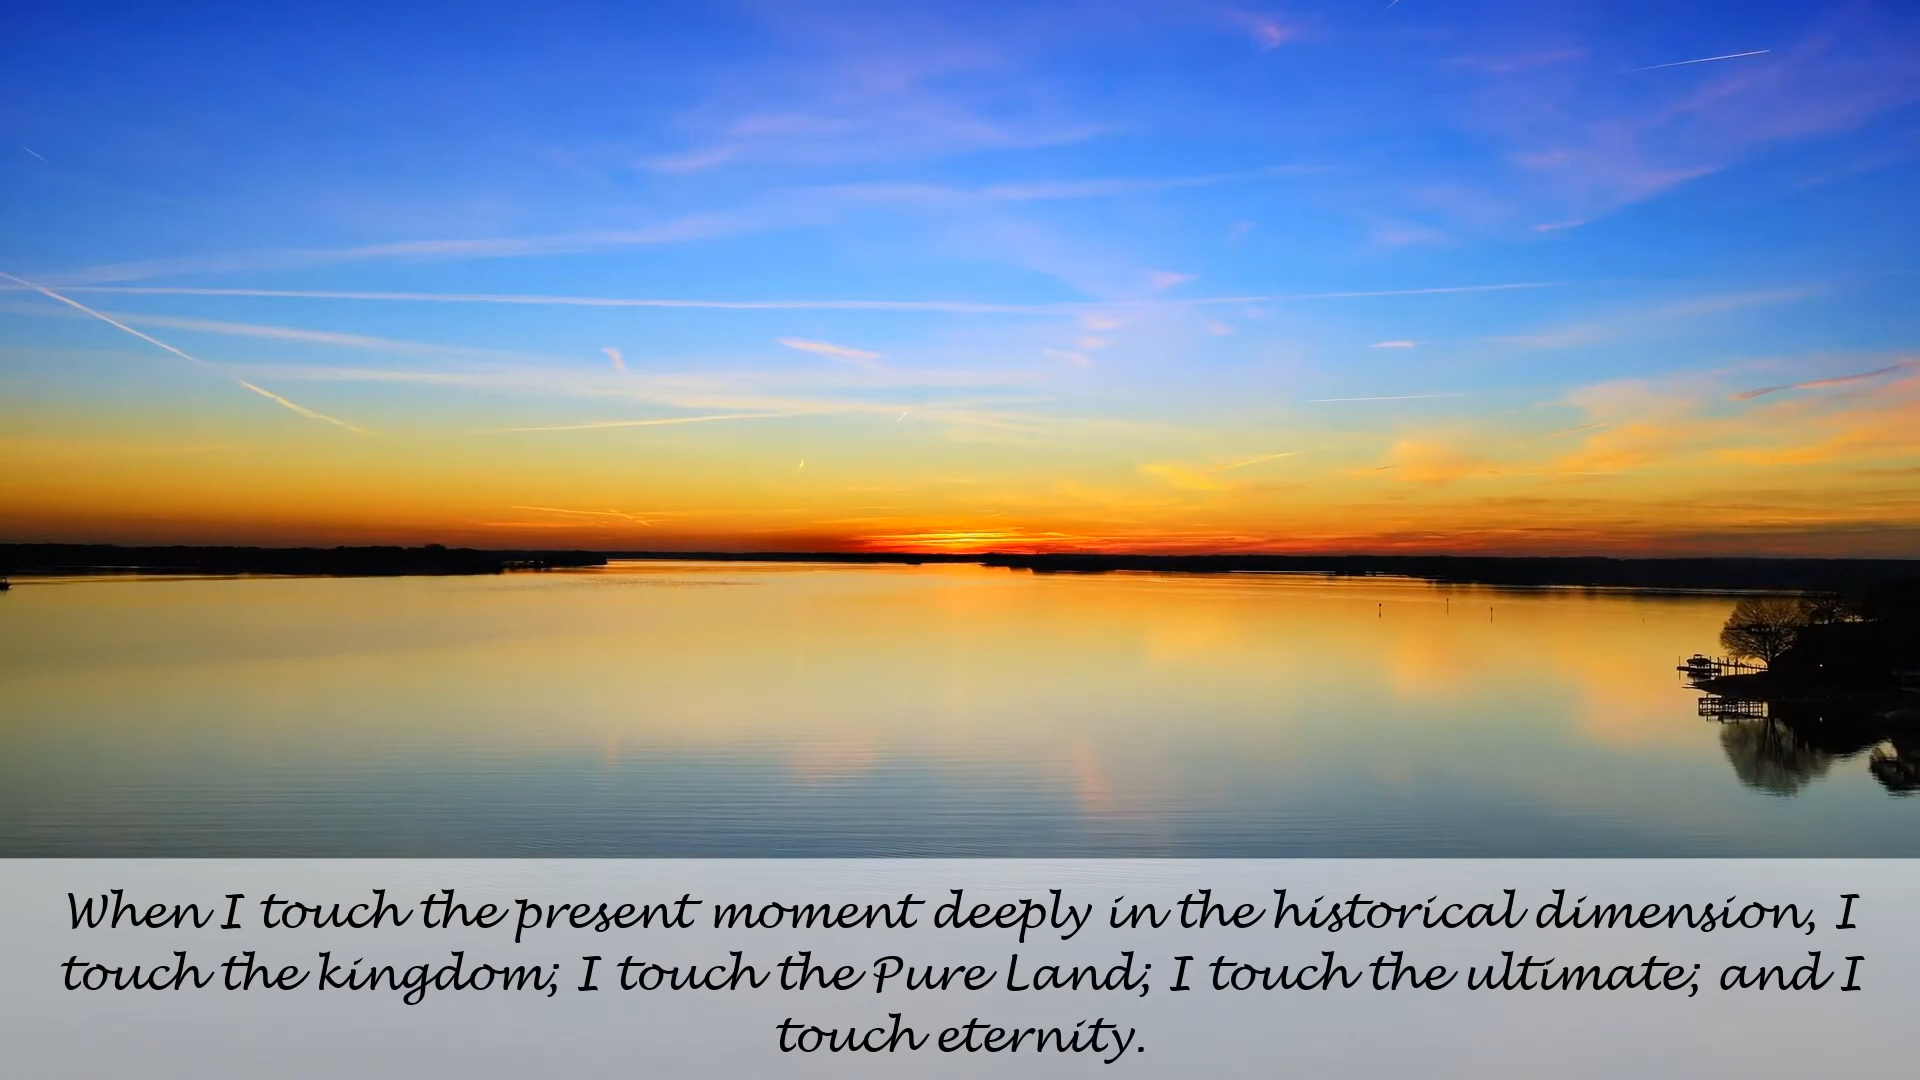 When I touch the present moment deeply in the historical dimension, I
touch the kingdom; I touch the Pure Land; I touch the ultimate; and I
touch eternity.